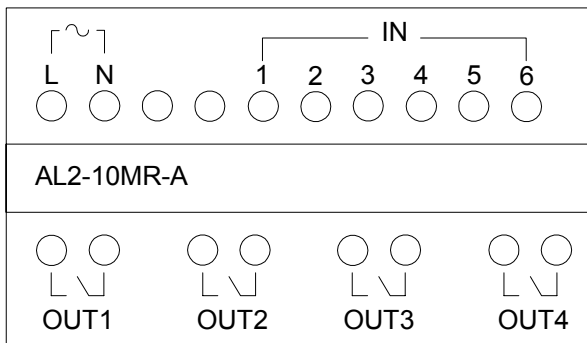 IN
L N 1 2 3 4 5 6
AL2-10MR-A
OUT1 OUT2 OUT3 OUT4